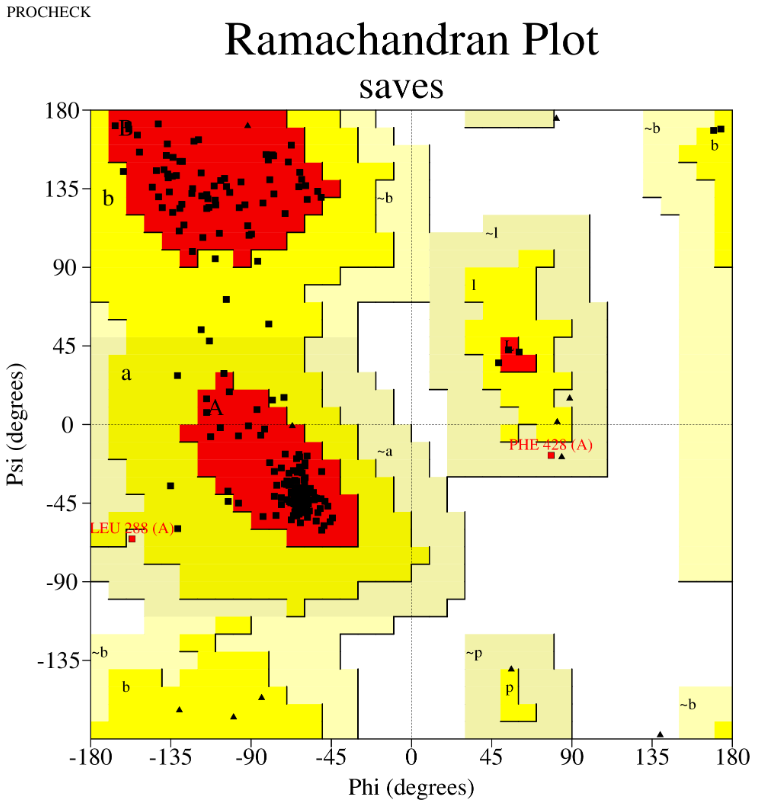 PROCHECK
Ramachandran Plot
saves
180
135
90
45
0
-45
-90
-135
Psi (degrees)
B
~b
b
b
~b
~l
l
L
a
A
~a
PHE 428 (A)
LEU 288 (A)
~b
~p
b
p
~b
-180
-135
-90
-45
0
45
90
135
180
Phi (degrees)